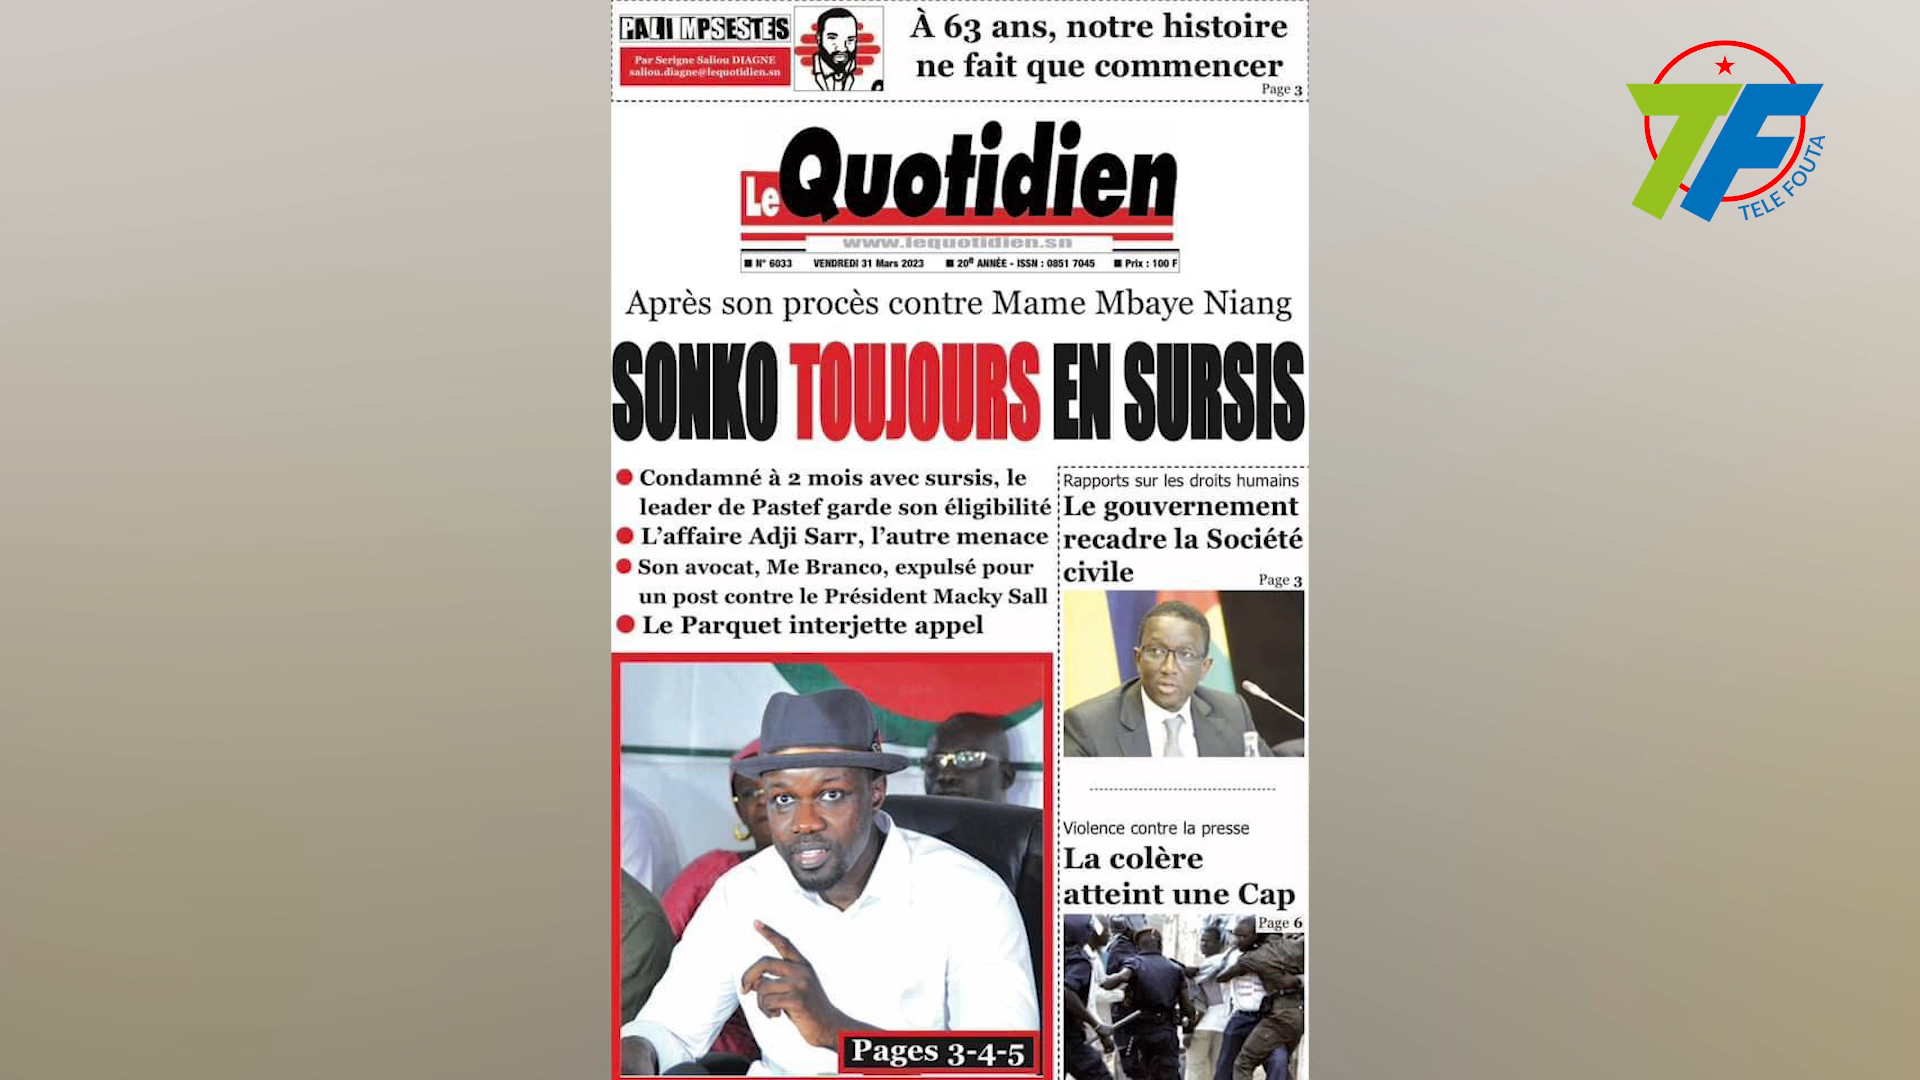 PALIMPSESTES
Par Serigne Saliou DIAGNE
saliou.diagne@lequotidien.sn
À 63 ans, notre histoire
ne fait que commencer
Page 3
TF
TELE FOUTA
Le Quotidien
www.lequotidien.sn
N° 6033 VENDREDI 31 Mars 2023 20e ANNÉE - ISSN : 0851 7045 Prix : 100 F
Après son procès contre Mame Mbaye Niang
SONKO TOUJOURS EN SURSIS
Condamné à 2 mois avec sursis, le
leader de Pastef garde son éligibilité
L'affaire Adji Sarr, l'autre menace
Son avocat, Me Branco, expulsé pour
un post contre le Président Macky Sall
Le Parquet interjette appel
Pages 3-4-5
Rapports sur les droits humains
Le gouvernement
recadre la Société
civile
Page 3
Violence contre la presse
La colère
atteint une Cap
Page 6